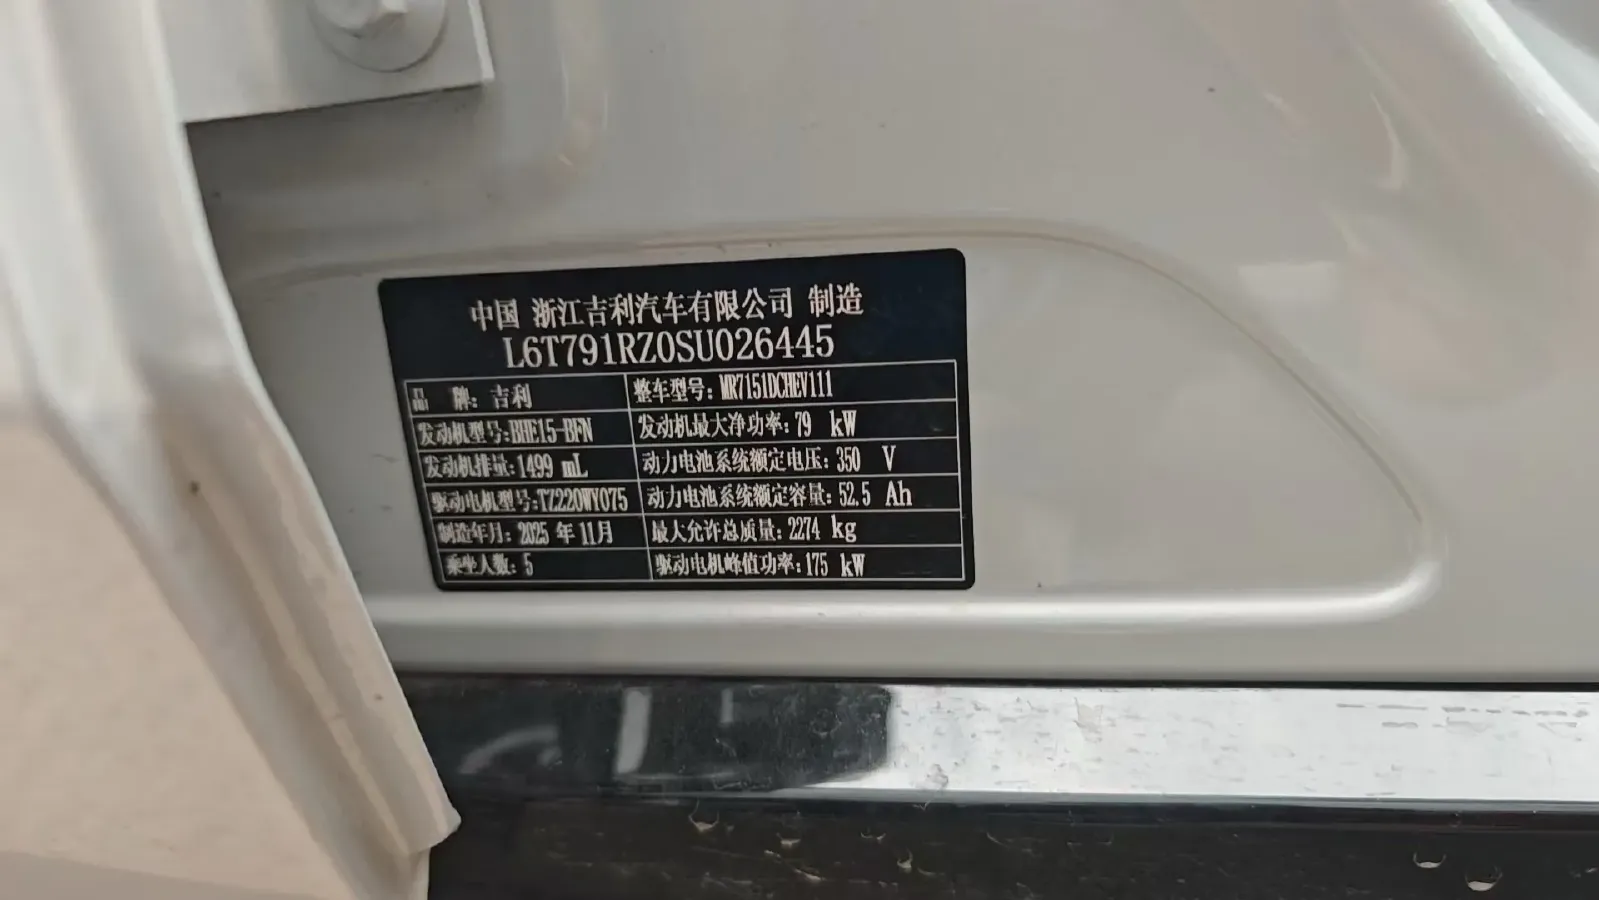 中国 浙江吉利汽车有限公司 制造
L6T791RZ0SU026445
品 牌：吉利 整车型号：MR7151DCHEV111
发动机型号：BHE15-BFN 发动机最大净功率：79 kW
发动机排量：1499 mL 动力电池系统额定电压：350 V
驱动电机型号：TZ220WY075 动力电池系统额定容量：52.5 Ah
制造年月：2025 年 11月 最大允许总质量：2274 kg
乘坐人数：5 驱动电机峰值功率：175 kW